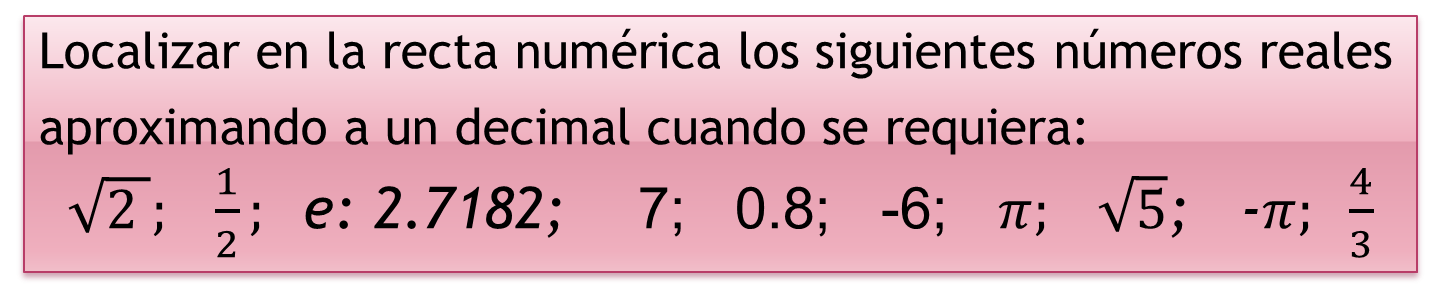 Localizar en la recta numérica los siguientes números reales
aproximando a un decimal cuando se requiera:
√2; 1/2; e: 2.7182; 7; 0.8; -6; π; √5; -π; 4/3